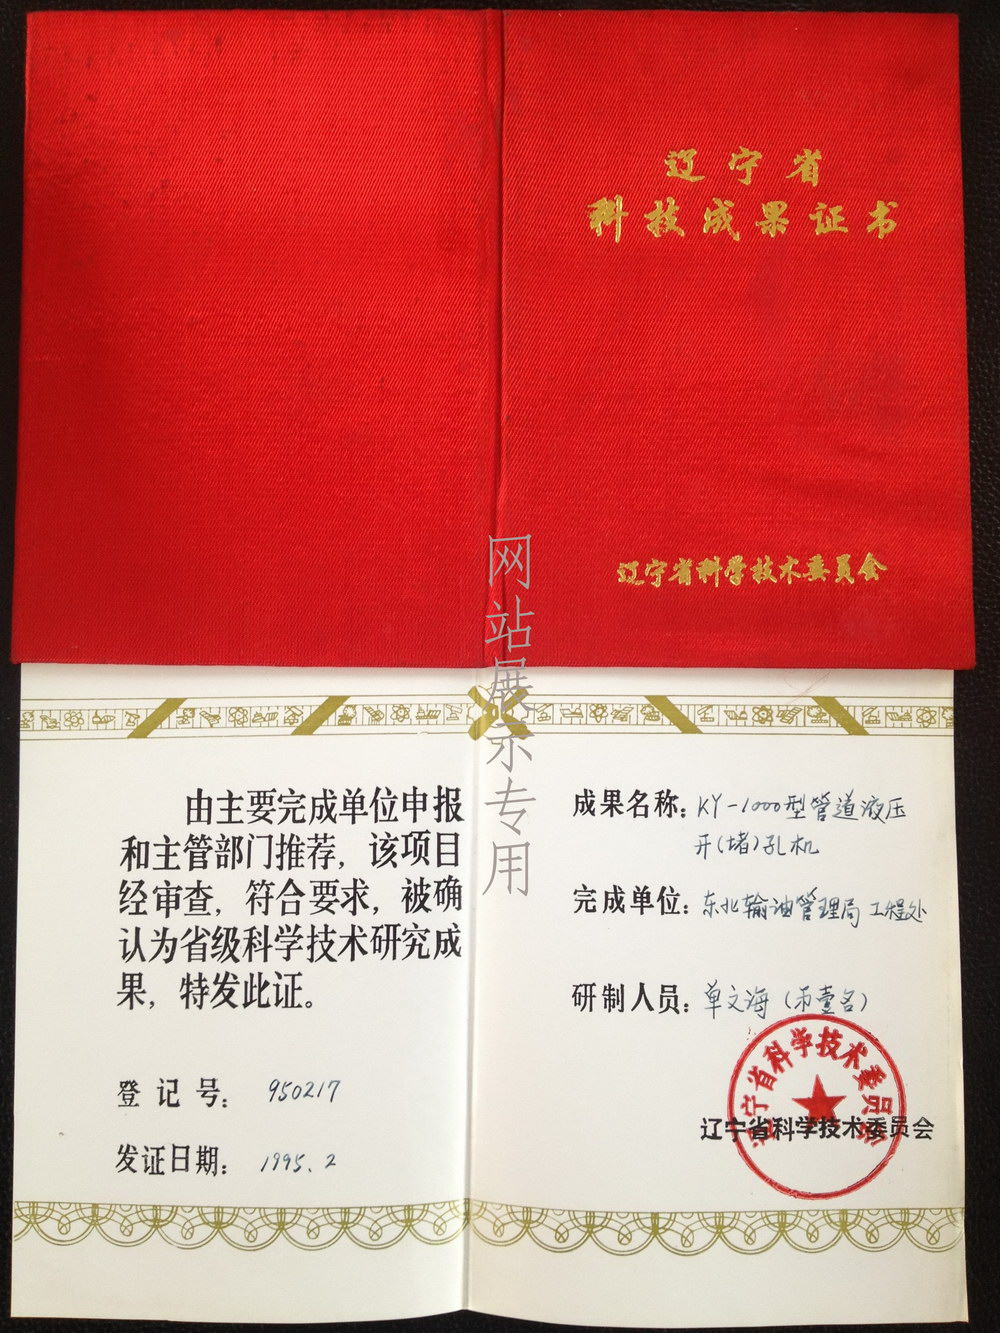 辽宁省
科技成果证书
辽宁省科学技术委员会
网站展示专用
由主要完成单位申报
和主管部门推荐，该项目
经审查，符合要求，被确
认为省级科学技术研究成
果，特发此证。
登记号：950217
发证日期：1995.2
成果名称：KY-1000型管道液压
开(堵)孔机
完成单位：东北输油管理局工程处
研制人员：单文海（壹名）
辽宁省科学技术委员会
辽宁省科学技术委员会